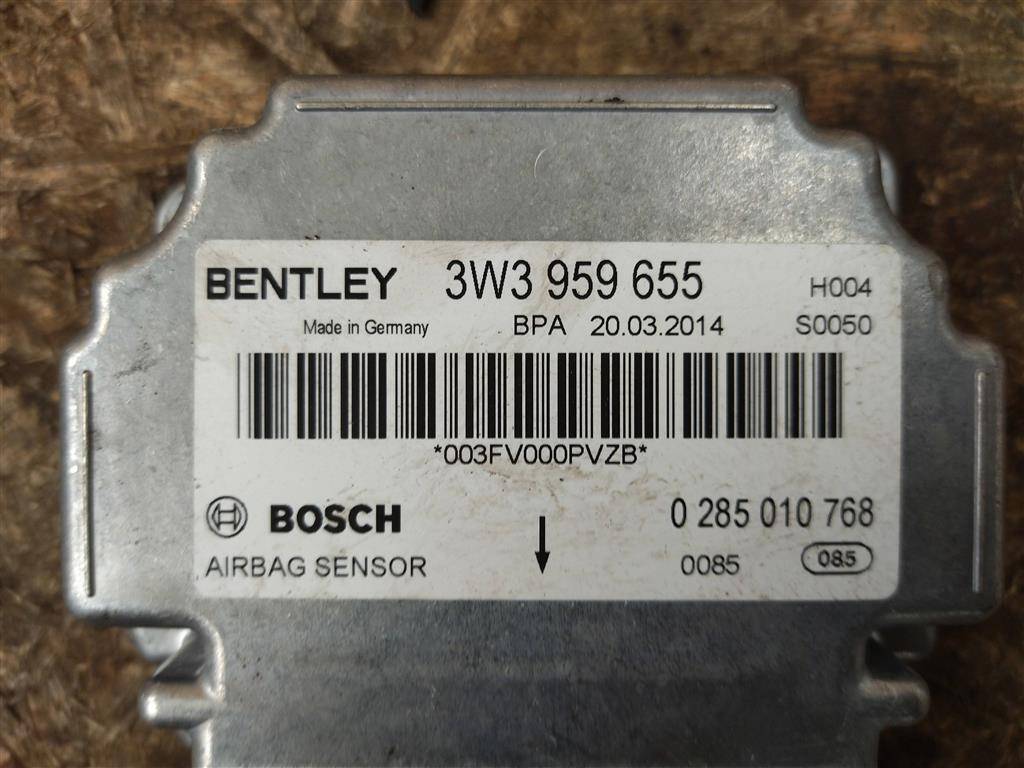 BENTLEY 3W3 959 655 H004
Made in Germany BPA 20.03.2014 S0050
*003FV000PVZB*
BOSCH 0 285 010 768
AIRBAG SENSOR 0085 085